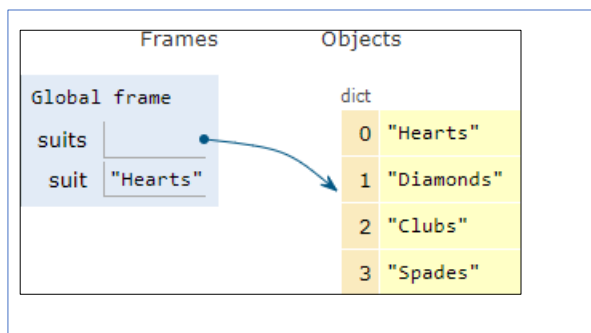 Frames Objects
Global frame
dict
suits
suit "Hearts"
0 "Hearts"
1 "Diamonds"
2 "Clubs"
3 "Spades"